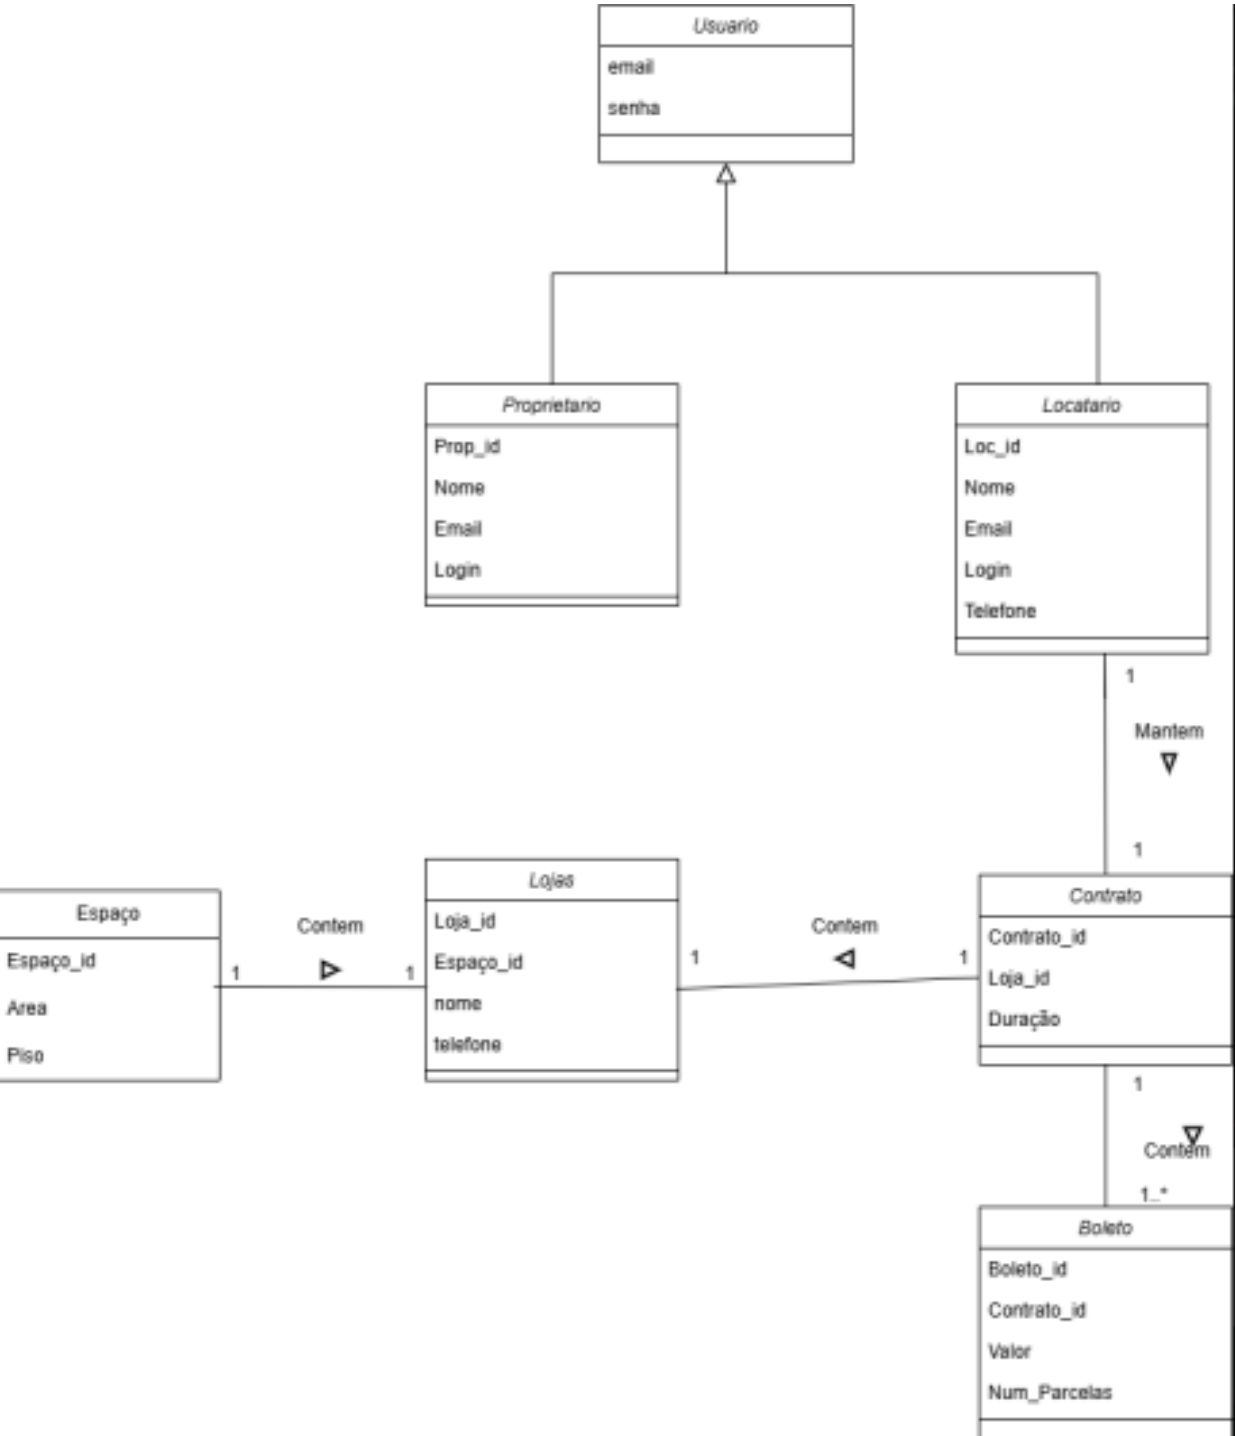 Usuario
email
senha
Proprietario
Prop_id
Nome
Email
Login
Locatario
Loc_id
Nome
Email
Login
Telefone
1
Mantem
1
Espaço
Espaço_id
Area
Piso
Contem
1
1
Lojas
Loja_id
Espaço_id
nome
telefone
Contem
1
1
Contrato
Contrato_id
Loja_id
Duração
1
Contem
1..*
Boleto
Boleto_id
Contrato_id
Valor
Num_Parcelas